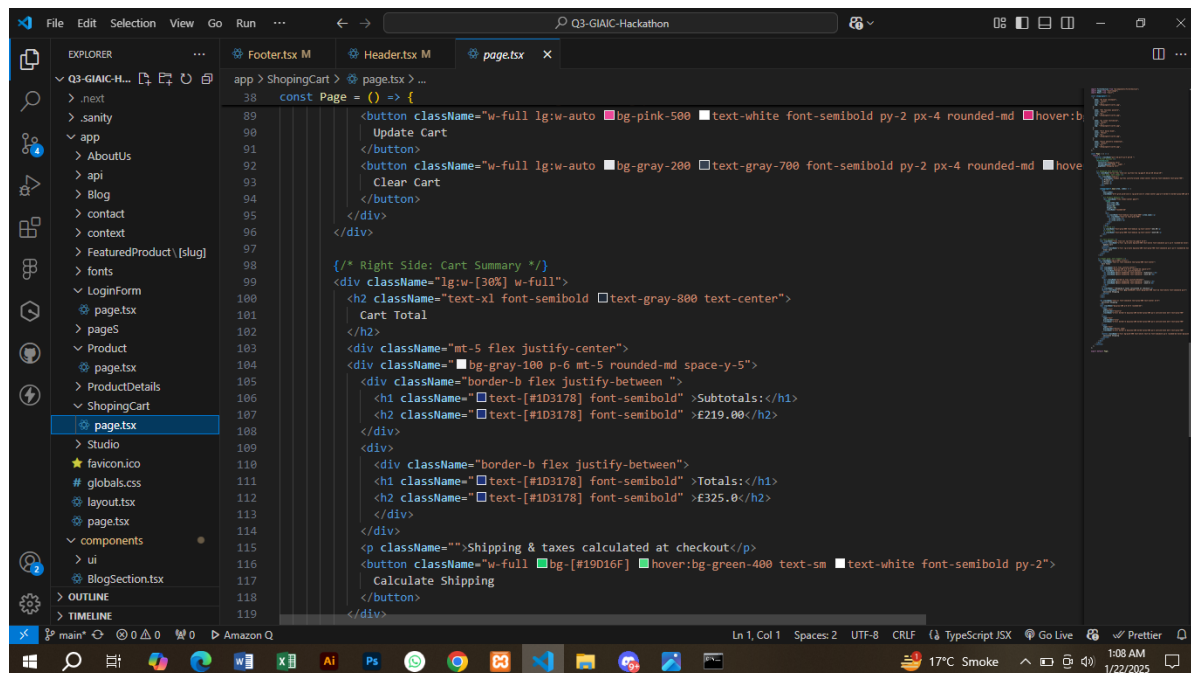 File Edit Selection View Go Run ··· ← → Q3-GIAIC-Hackathon
EXPLORER ···
Footer.tsx M Header.tsx M page.tsx ×
Q3-GIAIC-H...
app > ShopingCart > page.tsx > ...
> .next
> .sanity
app
> AboutUs
> api
> Blog
> contact
> context
> FeaturedProduct\[slug]
> fonts
LoginForm
page.tsx
> pageS
Product
page.tsx
> ProductDetails
ShopingCart
page.tsx
> Studio
favicon.ico
# globals.css
layout.tsx
page.tsx
components
> ui
BlogSection.tsx
> OUTLINE
> TIMELINE
4
2
38 const Page = () => {
89 <button className="w-full lg:w-auto bg-pink-500 text-white font-semibold py-2 px-4 rounded-md hover:b
90 Update Cart
91 </button>
92 <button className="w-full lg:w-auto bg-gray-200 text-gray-700 font-semibold py-2 px-4 rounded-md hove
93 Clear Cart
94 </button>
95 </div>
96 </div>
97
98 {/* Right Side: Cart Summary */}
99 <div className="lg:w-[30%] w-full">
100 <h2 className="text-xl font-semibold text-gray-800 text-center">
101 Cart Total
102 </h2>
103 <div className="mt-5 flex justify-center">
104 <div className="bg-gray-100 p-6 mt-5 rounded-md space-y-5">
105 <div className="border-b flex justify-between ">
106 <h1 className="text-[#1D3178] font-semibold" >Subtotals:</h1>
107 <h2 className="text-[#1D3178] font-semibold" >£219.00</h2>
108 </div>
109 <div>
110 <div className="border-b flex justify-between">
111 <h1 className="text-[#1D3178] font-semibold" >Totals:</h1>
112 <h2 className="text-[#1D3178] font-semibold" >£325.0</h2>
113 </div>
114 </div>
115 <p className="">Shipping & taxes calculated at checkout</p>
116 <button className="w-full bg-[#19D16F] hover:bg-green-400 text-sm text-white font-semibold py-2">
117 Calculate Shipping
118 </button>
119 </div>
main* 0 0 0 Amazon Q Ln 1, Col 1 Spaces: 2 UTF-8 CRLF TypeScript JSX Go Live Prettier
Ai Ps 9+ 17°C Smoke 1:08 AM
1/22/2025